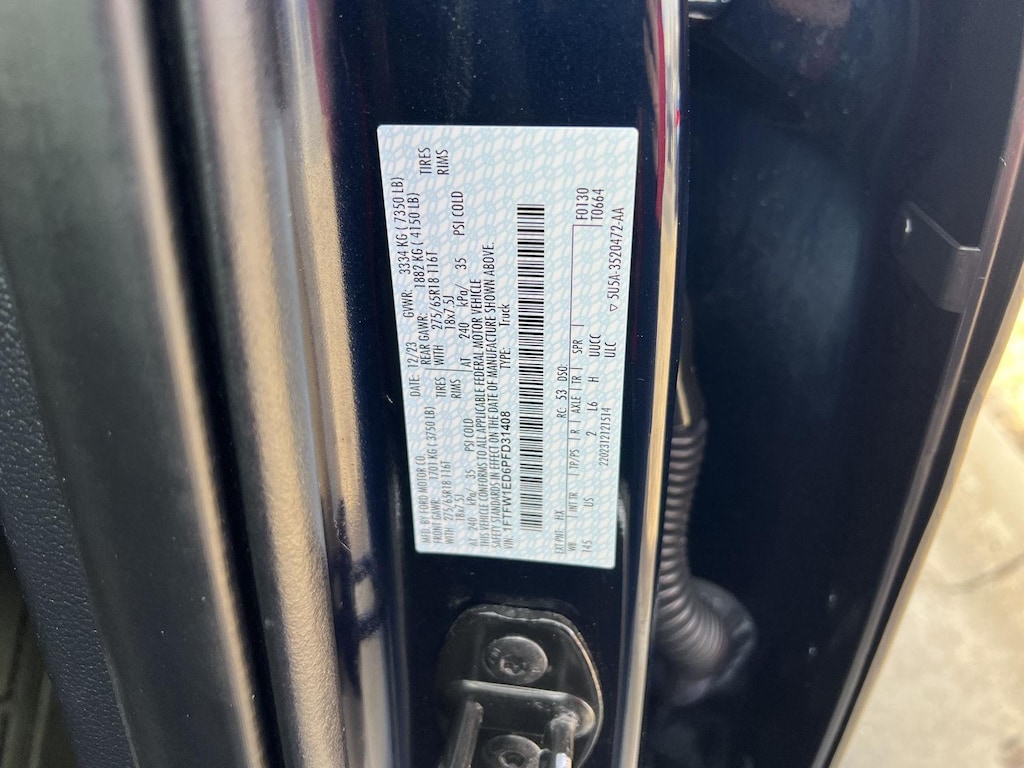 MFD. BY FORD MOTOR CO. DATE: 12/23 GVWR: 3334 KG ( 7350 LB)
FRONT GAWR: 1701 KG ( 3750 LB) REAR GAWR: 1882 KG ( 4150 LB)
WITH 275/65R18 116T TIRES WITH 275/65R18 116T TIRES
18x7.5J RIMS 18x7.5J RIMS
AT 240 kPa/ 35 PSI COLD AT 240 kPa/ 35 PSI COLD
THIS VEHICLE CONFORMS TO ALL APPLICABLE FEDERAL MOTOR VEHICLE
SAFETY STANDARDS IN EFFECT ON THE DATE OF MANUFACTURE SHOWN ABOVE.
VIN: 1FTFW1ED6PFD31408 TYPE: Truck
EXT PNT: HX RC: 53 DSO: F0130
WB INT TR TP/PS R AXLE TR SPR T0664
145 US 2 L6 H UUCC
ULC
2202312121514 ▽ 5U5A-3520472-AA